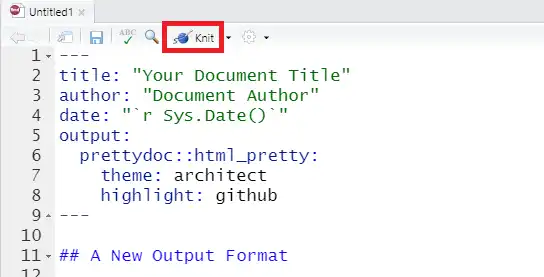 Untitled1
ABC Knit
1 ---
2 title: "Your Document Title"
3 author: "Document Author"
4 date: "`r Sys.Date()`"
5 output:
6   prettydoc::html_pretty:
7     theme: architect
8     highlight: github
9 ---
10
11 ## A New Output Format
12